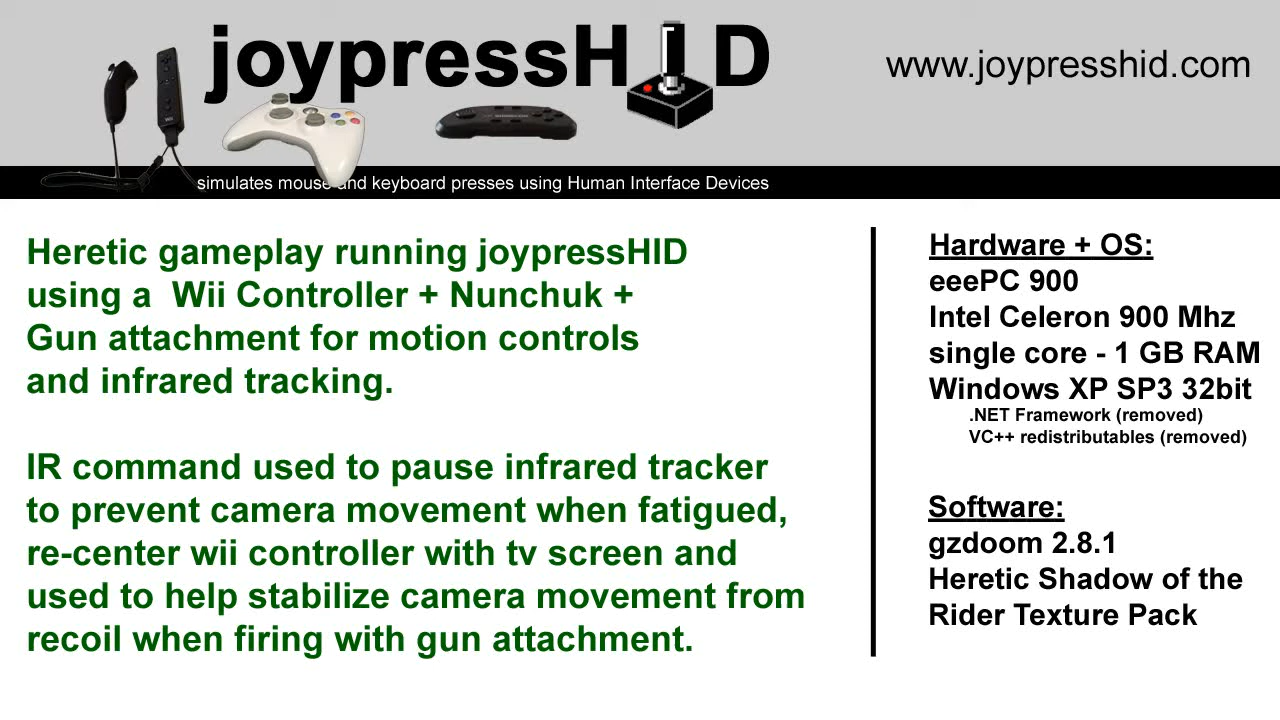 joypressHID
www.joypresshid.com
simulates mouse and keyboard presses using Human Interface Devices
Heretic gameplay running joypressHID
using a  Wii Controller + Nunchuk +
Gun attachment for motion controls
and infrared tracking.
IR command used to pause infrared tracker
to prevent camera movement when fatigued,
re-center wii controller with tv screen and
used to help stabilize camera movement from
recoil when firing with gun attachment.
Hardware + OS:
eeePC 900
Intel Celeron 900 Mhz
single core - 1 GB RAM
Windows XP SP3 32bit
.NET Framework (removed)
VC++ redistributables (removed)
Software:
gzdoom 2.8.1
Heretic Shadow of the
Rider Texture Pack